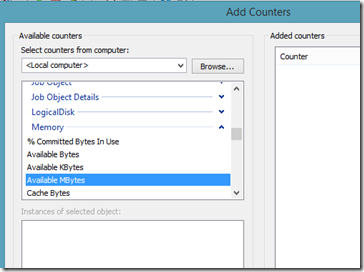 Add Counters
Available counters
Select counters from computer:
<Local computer>
Browse...
Job Object
Job Object Details
LogicalDisk
Memory
% Committed Bytes In Use
Available Bytes
Available KBytes
Available MBytes
Cache Bytes
Instances of selected object:
Added counters
Counter